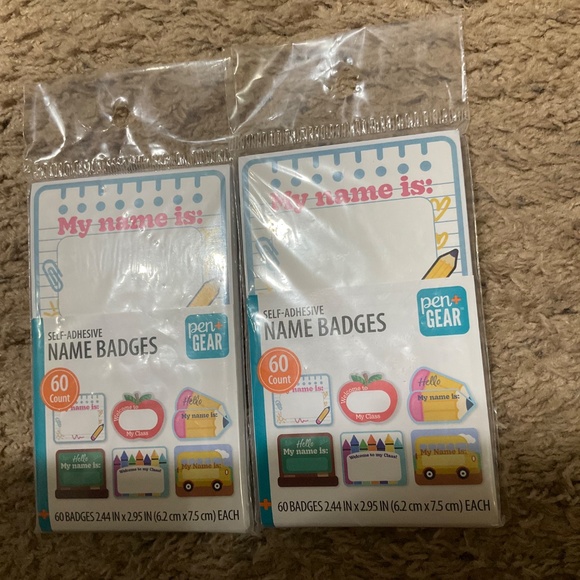 My name is:
SELF-ADHESIVE
NAME BADGES
pen+
GEAR
60
Count
My name is:
Welcome to
My Class
Hello
My name is:
Hello
My name is:
Welcome to my Class!
My Name is:
60 BADGES 2.44 IN x 2.95 IN (6.2 cm x 7.5 cm) EACH
My name is:
SELF-ADHESIVE
NAME BADGES
pen+
GEAR™
60
Count
My name is:
Welcome to
My Class
Hello
My name is:
Hello
My name is:
Welcome to my Class!
My Name is:
60 BADGES 2.44 IN x 2.95 IN (6.2 cm x 7.5 cm) EACH